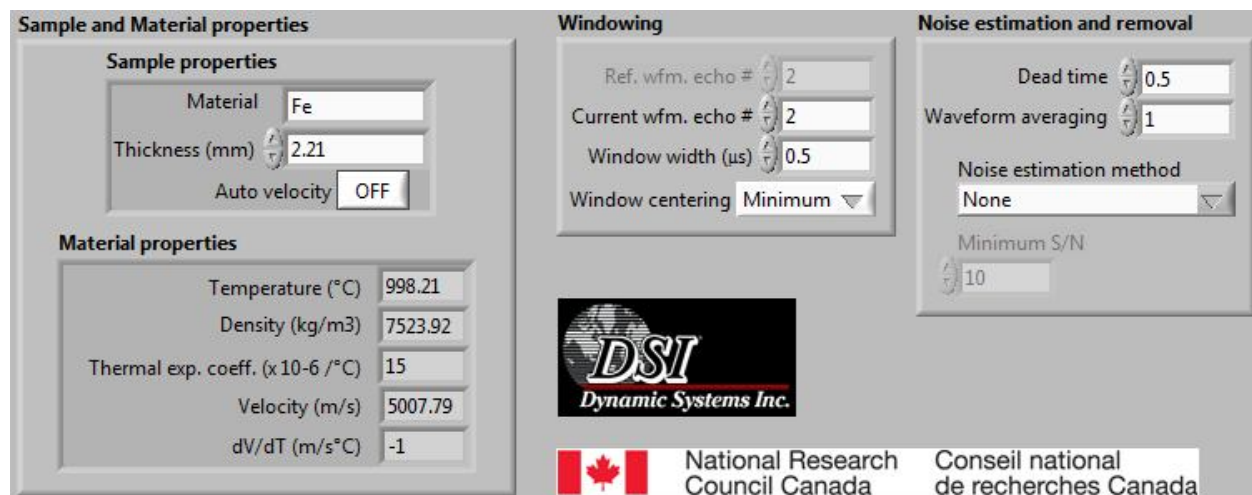 Sample and Material properties
Sample properties
Material Fe
Thickness (mm) 2.21
Auto velocity OFF
Material properties
Temperature (°C) 998.21
Density (kg/m3) 7523.92
Thermal exp. coeff. (x10-6 /°C) 15
Velocity (m/s) 5007.79
dV/dT (m/s°C) -1
Windowing
Ref. wfm. echo # 2
Current wfm. echo # 2
Window width (µs) 0.5
Window centering Minimum
Noise estimation and removal
Dead time 0.5
Waveform averaging 1
Noise estimation method
None
Minimum S/N
10
DSI
Dynamic Systems Inc.
National Research
Council Canada
Conseil national
de recherches Canada